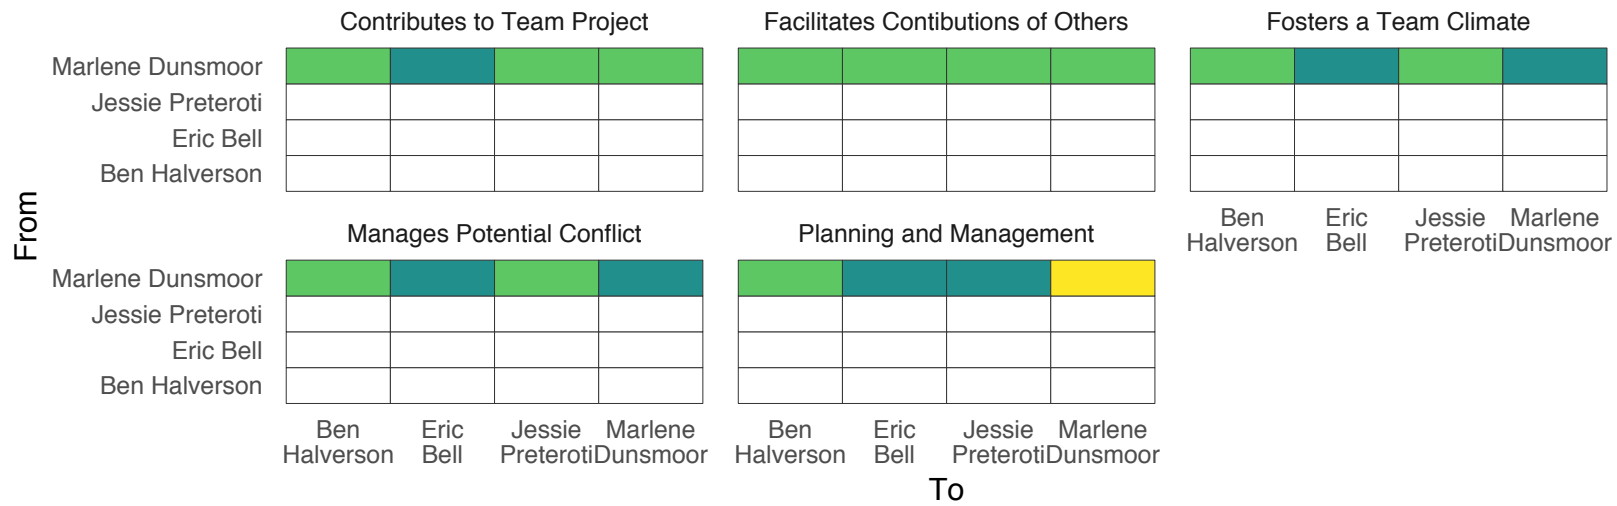 Contributes to Team Project
Facilitates Contibutions of Others
Fosters a Team Climate
Marlene Dunsmoor
Jessie Preteroti
Eric Bell
Ben Halverson
From
Ben
Halverson
Eric
Bell
Jessie
Preteroti
Marlene
Dunsmoor
Manages Potential Conflict
Planning and Management
Marlene Dunsmoor
Jessie Preteroti
Eric Bell
Ben Halverson
Ben
Halverson
Eric
Bell
Jessie
Preteroti
Marlene
Dunsmoor
Ben
Halverson
Eric
Bell
Jessie
Preteroti
Marlene
Dunsmoor
To